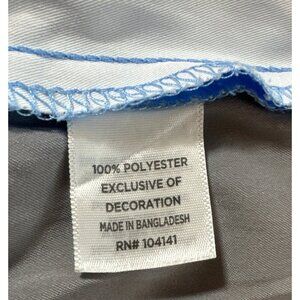 100% POLYESTER
EXCLUSIVE OF
DECORATION
MADE IN BANGLADESH
RN# 104141